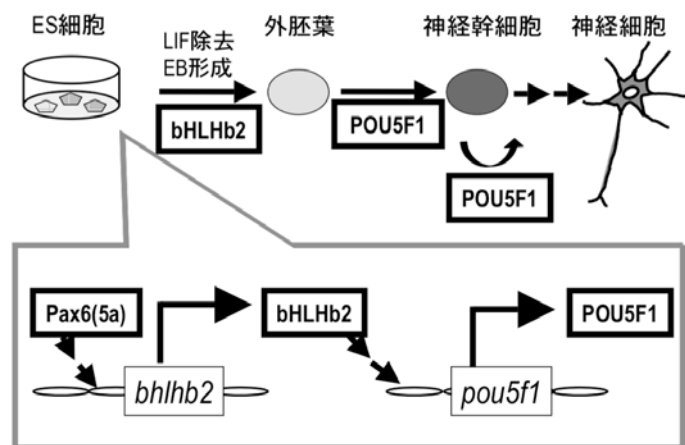 ES細胞
LIF除去
EB形成
外胚葉
神経幹細胞
神経細胞
bHLHb2
POU5F1
POU5F1
Pax6(5a)
bHLHb2
POU5F1
bhlhb2
pou5f1